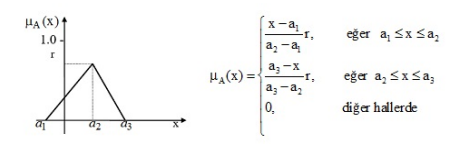 μA(x)
1.0
r
a1 a2 a3 x
μA(x) = { (x-a1)/(a2-a1) r, eğer a1 ≤ x ≤ a2
(a3-x)/(a3-a2) r, eğer a2 ≤ x ≤ a3
0, diğer hallerde